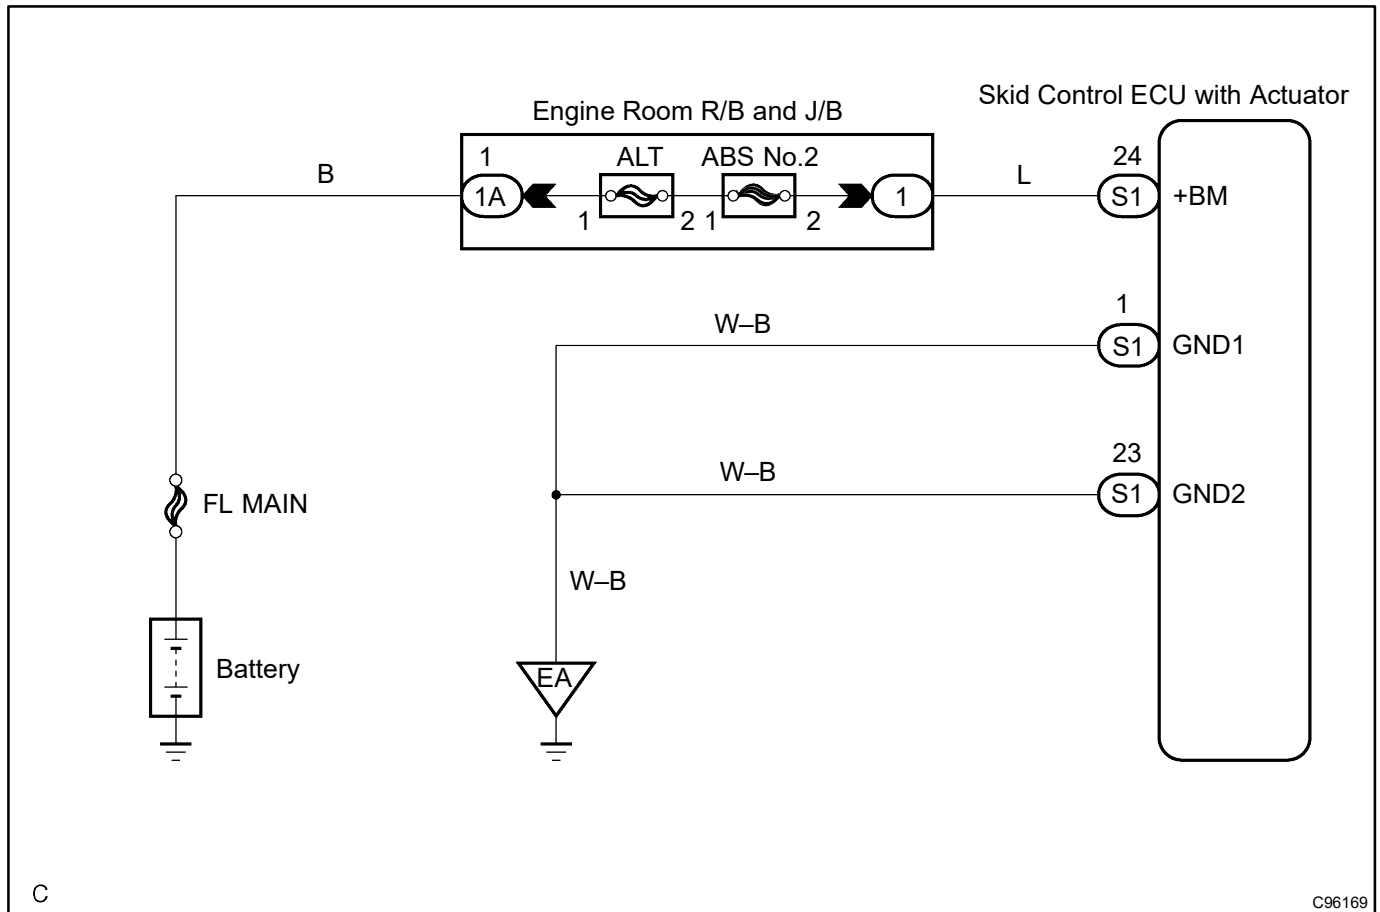 Skid Control ECU with Actuator
Engine Room R/B and J/B
1 ALT ABS No.2 24
B 1A 1 L S1 +BM
1 2 1 2
1
W–B S1 GND1
23
W–B S1 GND2
FL MAIN
W–B
Battery EA
C C96169